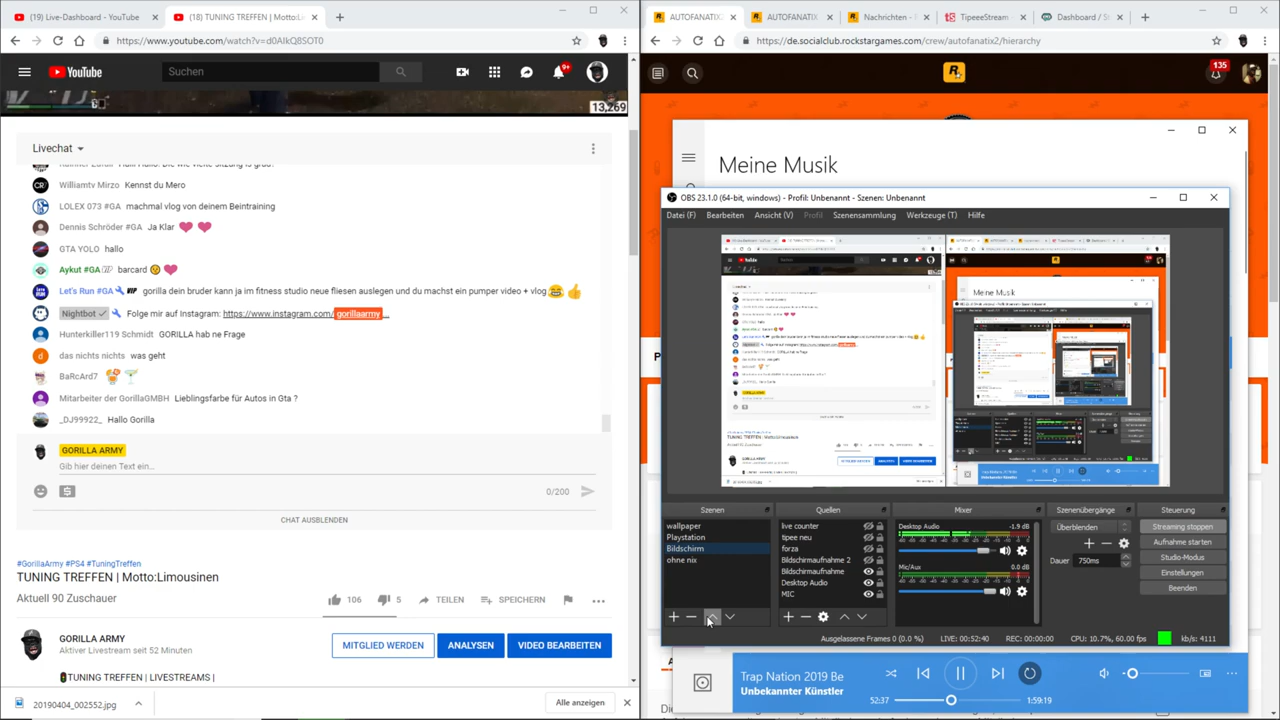 (19) Live-Dashboard - YouTube
(18) TUNING TREFFEN | Motto:Li
https://www.youtube.com/watch?v=d0AIkQ8SOT0
YouTube
Suchen
9+
13,269
Livechat
Williamtv Mirzo Kennst du Mero
LOLEX 073 #GA machmal vlog von deinem Beintraining
Dennis Schröder #GA Ja Klar
GTA YOLO hallo
Aykut #GA barcard
Let's Run #GA gorilla dein bruder kann ja im fitness studio neue fliesen auslegen und du machst ein pumper video + vlog
Folge mir auf Instagram: https://www.instagram.com/gorillaarmy_...
Schmidt GORILLA hab ne Frage
das nichts nichts was geht
BaRcArd7
Mitarbeiter der GorillaGMBH Lieblingsfarbe für Autos in Gta ?
_DJ99922_ Hallo Gorilla
GORILLA ARMY
Gib hier deinen Text ein...
0/200
CHAT AUSBLENDEN
#GorillaArmy #PS4 #TuningTreffen
TUNING TREFFEN | Motto:Limousinen
Aktuell 90 Zuschauer
106
5
TEILEN
SPEICHERN
GORILLA ARMY
Aktiver Livestream seit 52 Minuten
MITGLIED WERDEN
ANALYSEN
VIDEO BEARBEITEN
TUNING TREFFEN | LIVESTREAMS |
Alle anzeigen
AUTOFANATIX2
AUTOFANATIX
Nachrichten - (
TipeeeStream
Dashboard / St
https://de.socialclub.rockstargames.com/crew/autofanatix2/hierarchy
135
Meine Musik
OBS 23.1.0 (64-bit, windows) - Profil: Unbenannt - Szenen: Unbenannt
Datei (F)
Bearbeiten
Ansicht (V)
Profil
Szenensammlung
Werkzeuge (T)
Hilfe
Szenen
wallpaper
Playstation
Bildschirm
ohne nix
Quellen
live counter
tipee neu
forza
Bildschirmaufnahme 2
Bildschirmaufnahme
Desktop Audio
MIC
Mixer
Desktop Audio
-1.9 dB
Mic/Aux
0.0 dB
Szenenübergänge
Überblenden
Dauer 750ms
Steuerung
Streaming stoppen
Aufnahme starten
Studio-Modus
Einstellungen
Beenden
Ausgelassene Frames 0 (0.0 %)
LIVE: 00:52:40
REC: 00:00:00
CPU: 10.7%, 60.00 fps
kb/s: 4111
Trap Nation 2019 Be
Unbekannter Künstler
52:37
1:59:19